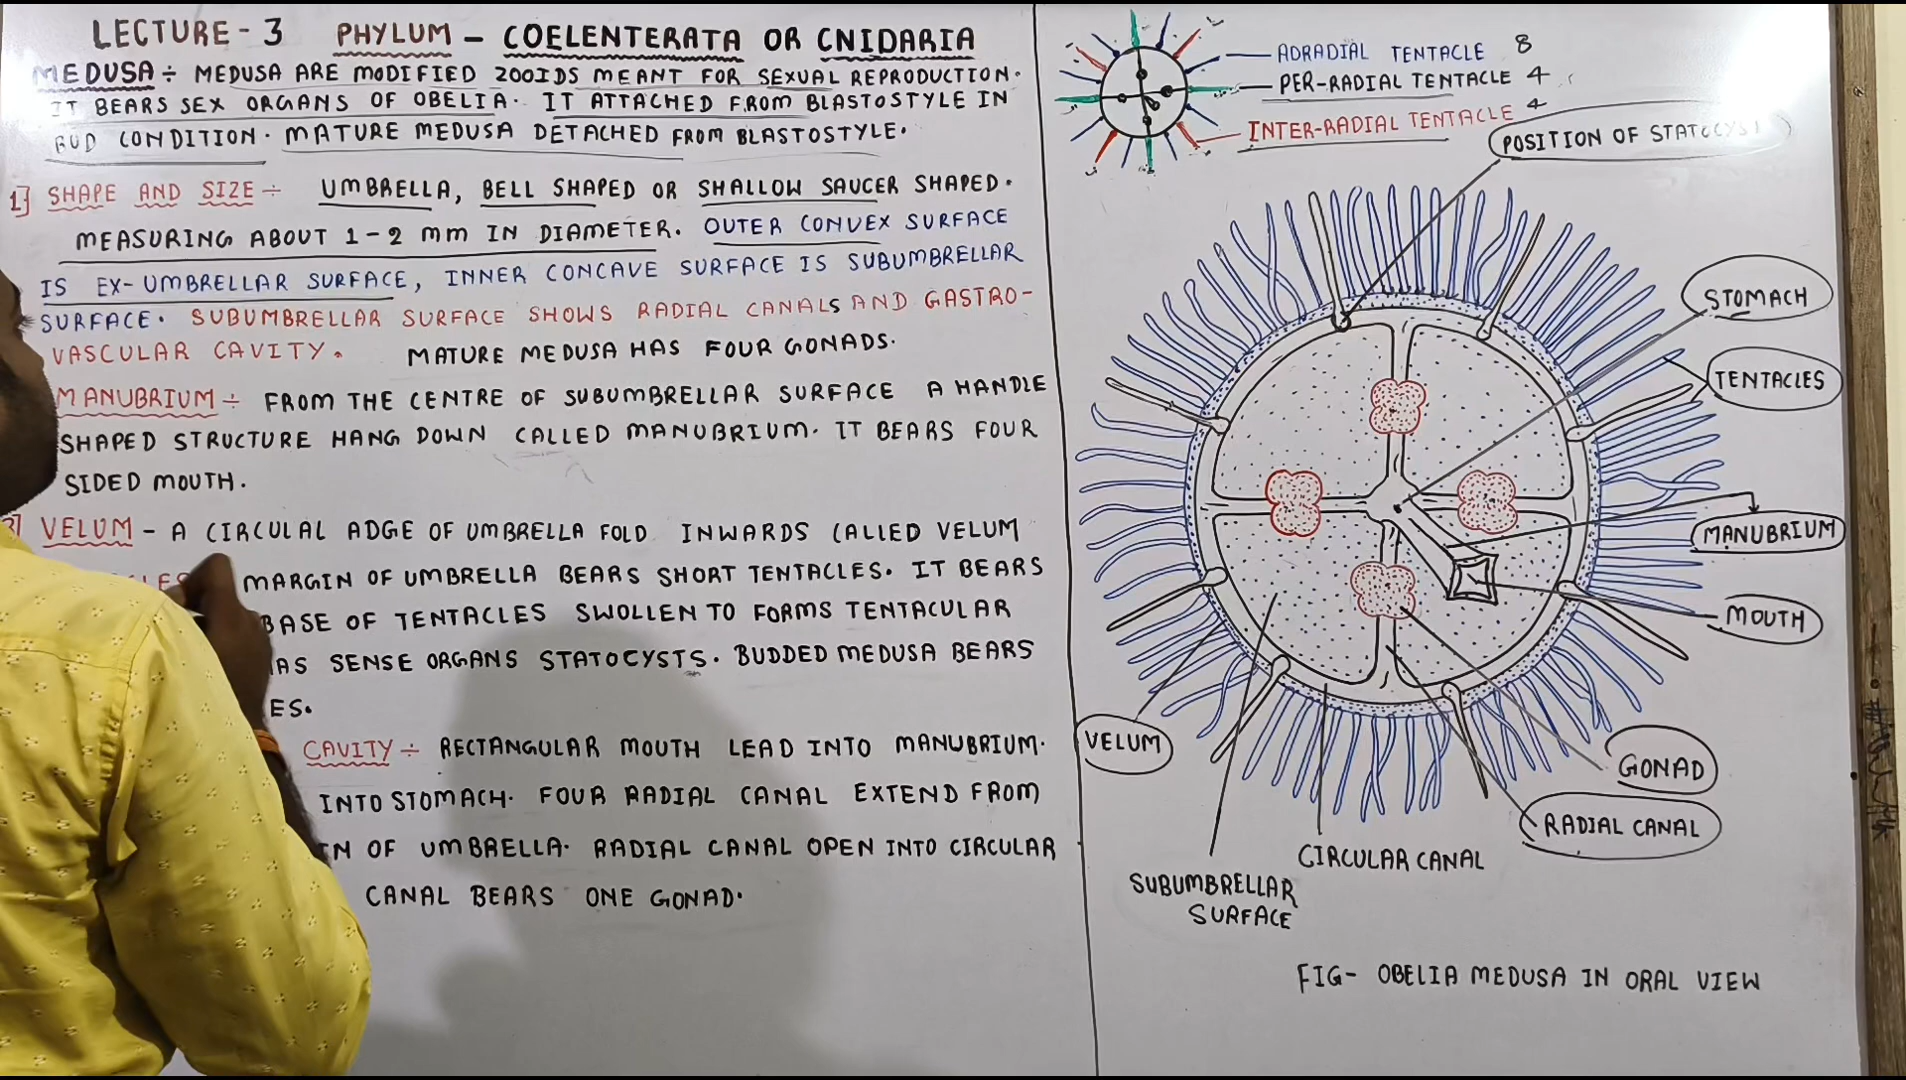 LECTURE - 3 PHYLUM - COELENTERATA OR CNIDARIA
MEDUSA ÷ MEDUSA ARE MODIFIED ZOOIDS MEANT FOR SEXUAL REPRODUCTION.
IT BEARS SEX ORGANS OF OBELIA. IT ATTACHED FROM BLASTOSTYLE IN
BUD CONDITION. MATURE MEDUSA DETACHED FROM BLASTOSTYLE.
1] SHAPE AND SIZE ÷ UMBRELLA, BELL SHAPED OR SHALLOW SAUCER SHAPED.
MEASURING ABOUT 1-2 mm IN DIAMETER. OUTER CONVEX SURFACE
IS EX-UMBRELLAR SURFACE, INNER CONCAVE SURFACE IS SUBUMBRELLAR
SURFACE. SUBUMBRELLAR SURFACE SHOWS RADIAL CANALS AND GASTRO-
VASCULAR CAVITY. MATURE MEDUSA HAS FOUR GONADS.
MANUBRIUM ÷ FROM THE CENTRE OF SUBUMBRELLAR SURFACE A HANDLE
SHAPED STRUCTURE HANG DOWN CALLED MANUBRIUM. IT BEARS FOUR
SIDED MOUTH.
VELUM - A CIRCULAR ADGE OF UMBRELLA FOLD INWARDS CALLED VELUM
MARGIN OF UMBRELLA BEARS SHORT TENTACLES. IT BEARS
BASE OF TENTACLES SWOLLEN TO FORMS TENTACULAR
SENSE ORGANS STATOCYSTS. BUDDED MEDUSA BEARS
ES.
CAVITY ÷ RECTANGULAR MOUTH LEAD INTO MANUBRIUM.
INTO STOMACH. FOUR RADIAL CANAL EXTEND FROM
OF UMBRELLA. RADIAL CANAL OPEN INTO CIRCULAR
CANAL BEARS ONE GONAD.
ADRADIAL TENTACLE 8
PER-RADIAL TENTACLE 4
INTER-RADIAL TENTACLE 4
POSITION OF STATOCYST
STOMACH
TENTACLES
MANUBRIUM
MOUTH
VELUM
GONAD
RADIAL CANAL
CIRCULAR CANAL
SUBUMBRELLAR
SURFACE
FIG- OBELIA MEDUSA IN ORAL VIEW